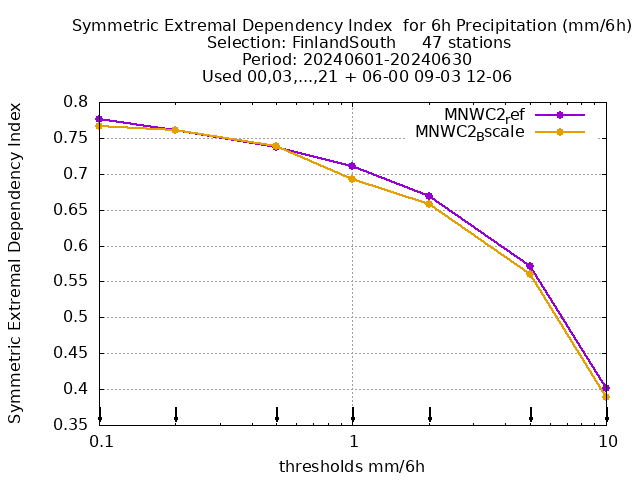 Symmetric Extremal Dependency Index  for 6h Precipitation (mm/6h)
Selection: FinlandSouth     47 stations
Period: 20240601-20240630
Used 00,03,...,21 + 06-00 09-03 12-06
MNWC2_ref
MNWC2_Bscale
Symmetric Extremal Dependency Index
0.8
0.75
0.7
0.65
0.6
0.55
0.5
0.45
0.4
0.35
0.1
1
10
thresholds mm/6h